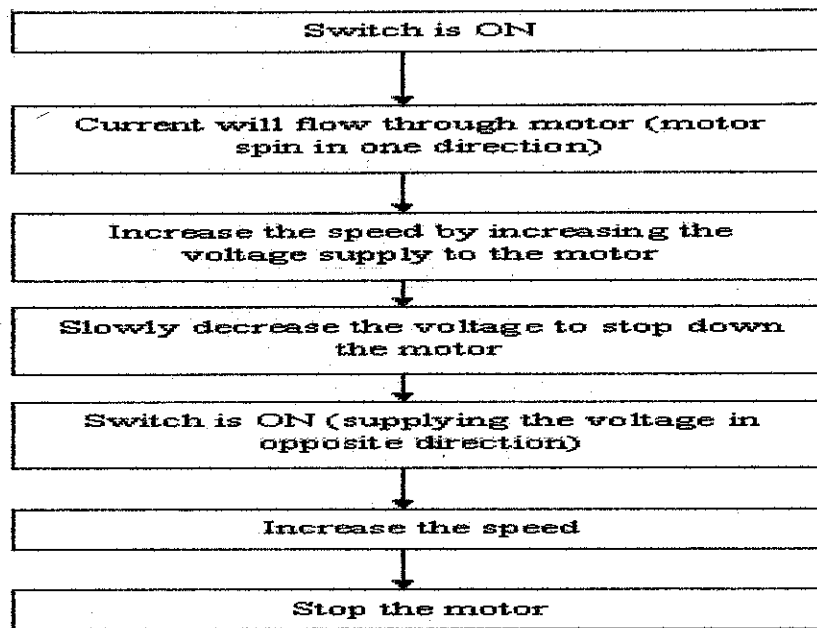 Switch is ON
Current will flow through motor (motor
spin in one direction)
Increase the speed by increasing the
voltage supply to the motor
Slowly decrease the voltage to stop down
the motor
Switch is ON (supplying the voltage in
opposite direction)
Increase the speed
Stop the motor